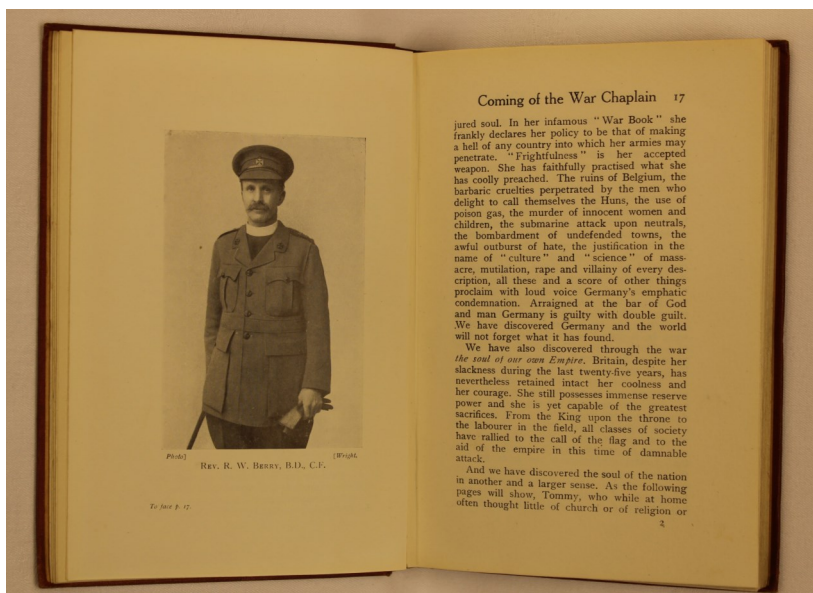 Photo]
[Wright.
Rev. R. W. Berry, B.D., C.F.
To face p. 17.
Coming of the War Chaplain 17
jured soul. In her infamous "War Book" she
frankly declares her policy to be that of making
a hell of any country into which her armies may
penetrate. "Frightfulness" is her accepted
weapon. She has faithfully practised what she
has coolly preached. The ruins of Belgium, the
barbaric cruelties perpetrated by the men who
delight to call themselves the Huns, the use of
poison gas, the murder of innocent women and
children, the submarine attack upon neutrals,
the bombardment of undefended towns, the
awful outburst of hate, the justification in the
name of "culture" and "science" of mass-
acre, mutilation, rape and villainy of every des-
cription, all these and a score of other things
proclaim with loud voice Germany's emphatic
condemnation. Arraigned at the bar of God
and man Germany is guilty with double guilt.
We have discovered Germany and the world
will not forget what it has found.
We have also discovered through the war
the soul of our own Empire. Britain, despite her
slackness during the last twenty-five years, has
nevertheless retained intact her coolness and
her courage. She still possesses immense reserve
power and she is yet capable of the greatest
sacrifices. From the King upon the throne to
the labourer in the field, all classes of society
have rallied to the call of the flag and to the
aid of the empire in this time of damnable
attack.
And we have discovered the soul of the nation
in another and a larger sense. As the following
pages will show, Tommy, who while at home
often thought little of church or of religion or
2